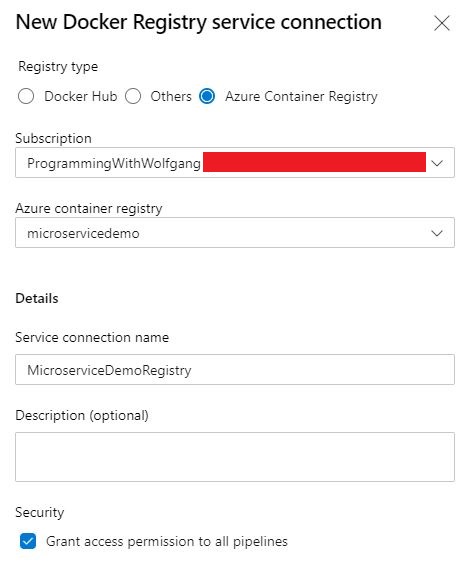 New Docker Registry service connection
Registry type
Docker Hub Others Azure Container Registry
Subscription
ProgrammingWithWolfgang
Azure container registry
microservicedemo
Details
Service connection name
MicroserviceDemoRegistry
Description (optional)
Security
Grant access permission to all pipelines